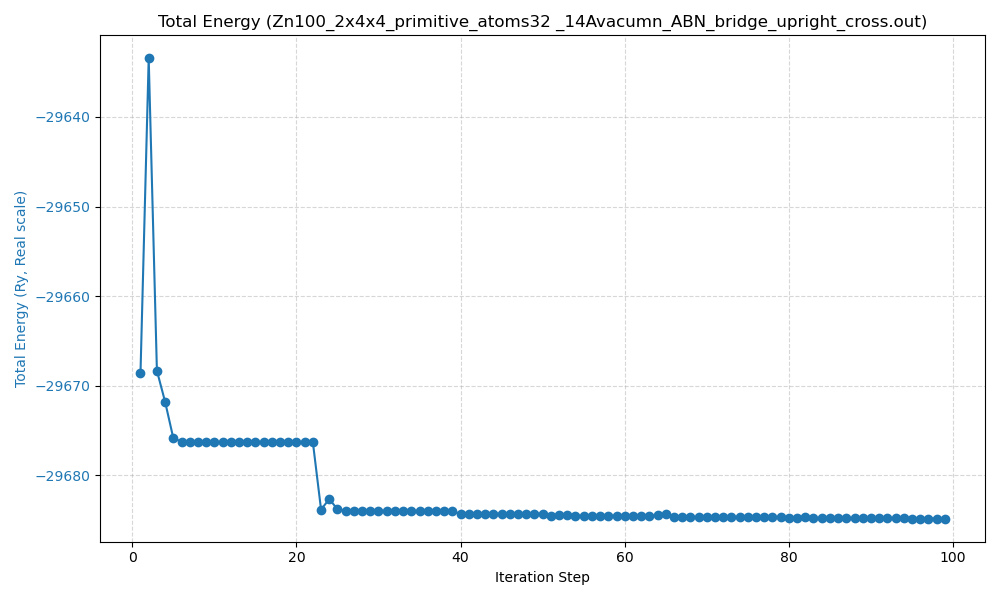 Total Energy (Zn100_2x4x4_primitive_atoms32 _14Avacumn_ABN_bridge_upright_cross.out)
Total Energy (Ry, Real scale)
−29640
−29650
−29660
−29670
−29680
0 20 40 60 80 100
Iteration Step